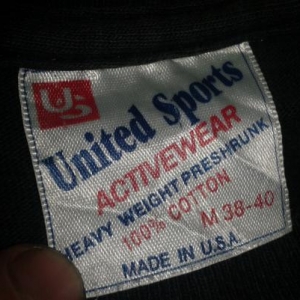 US
United Sports
ACTIVEWEAR
HEAVY WEIGHT PRESHRUNK
100% COTTON
M 38-40
MADE IN U.S.A.